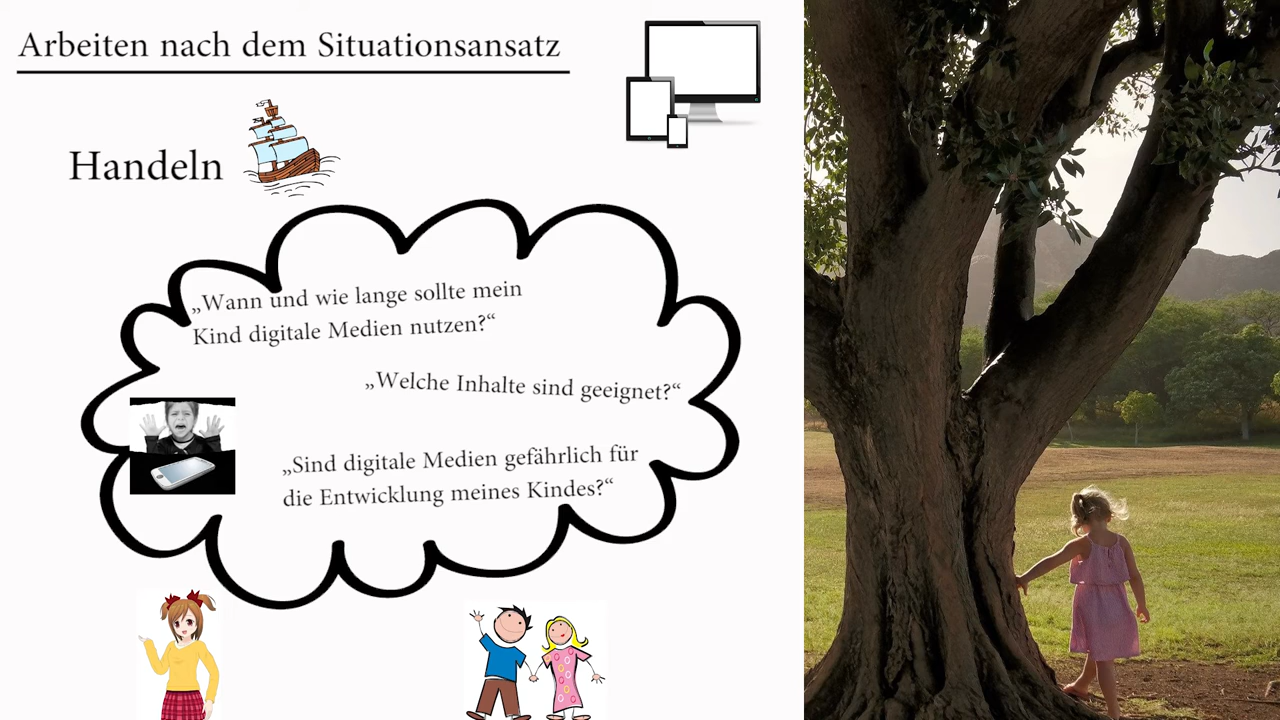 Arbeiten nach dem Situationsansatz
Handeln
„Wann und wie lange sollte mein
Kind digitale Medien nutzen?“
„Welche Inhalte sind geeignet?“
„Sind digitale Medien gefährlich für
die Entwicklung meines Kindes?“